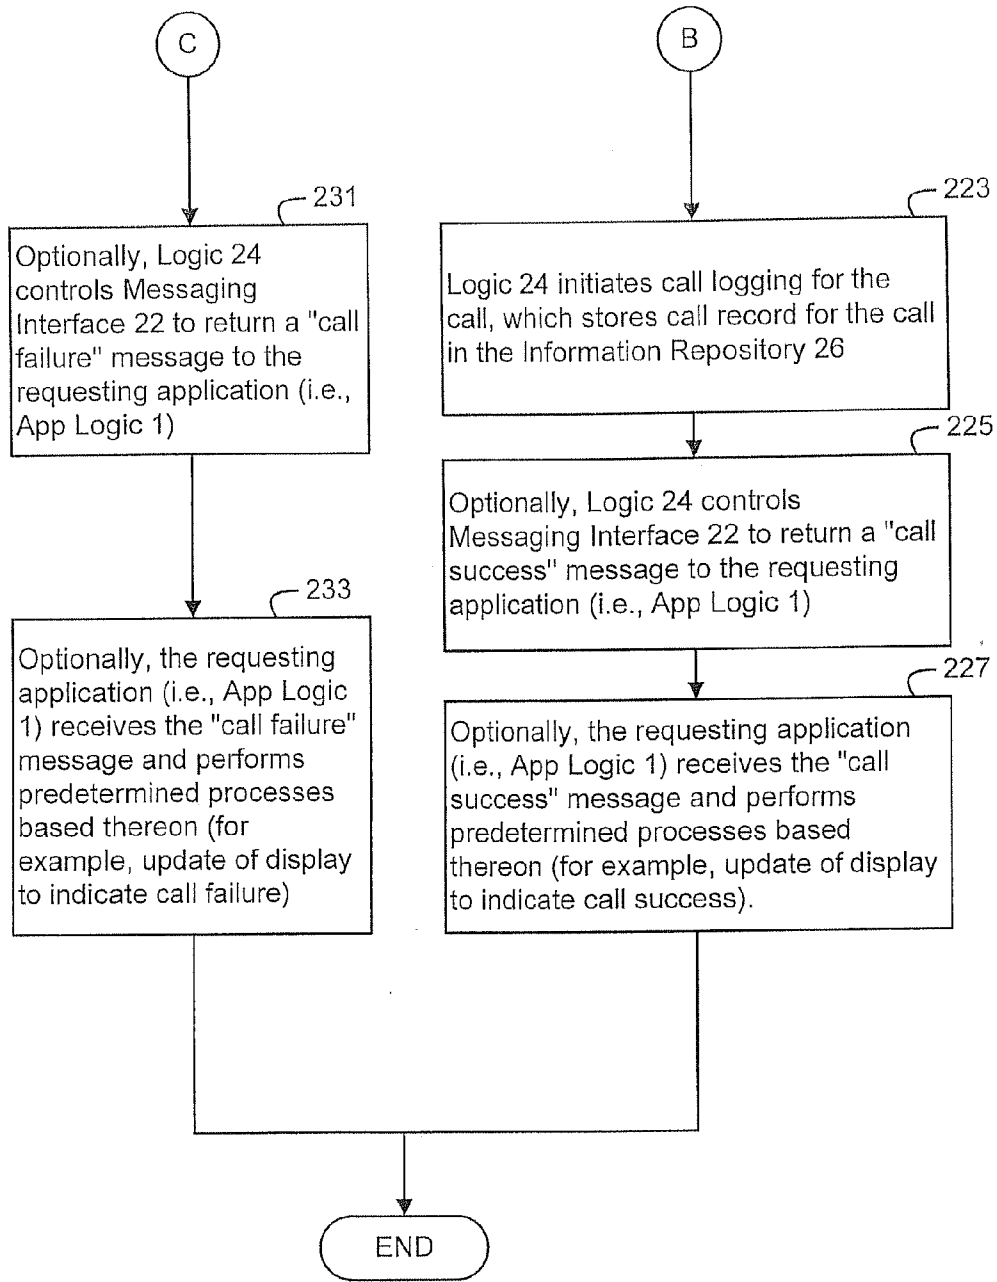 C
231
Optionally, Logic 24
controls Messaging
Interface 22 to return a "call
failure" message to the
requesting application (i.e.,
App Logic 1)
233
Optionally, the requesting
application (i.e., App Logic
1) receives the "call failure"
message and performs
predetermined processes
based thereon (for
example, update of display
to indicate call failure)
B
223
Logic 24 initiates call logging for the
call, which stores call record for the call
in the Information Repository 26
225
Optionally, Logic 24 controls
Messaging Interface 22 to return a "call
success" message to the requesting
application (i.e., App Logic 1)
227
Optionally, the requesting application
(i.e., App Logic 1) receives the "call
success" message and performs
predetermined processes based
thereon (for example, update of display
to indicate call success).
END